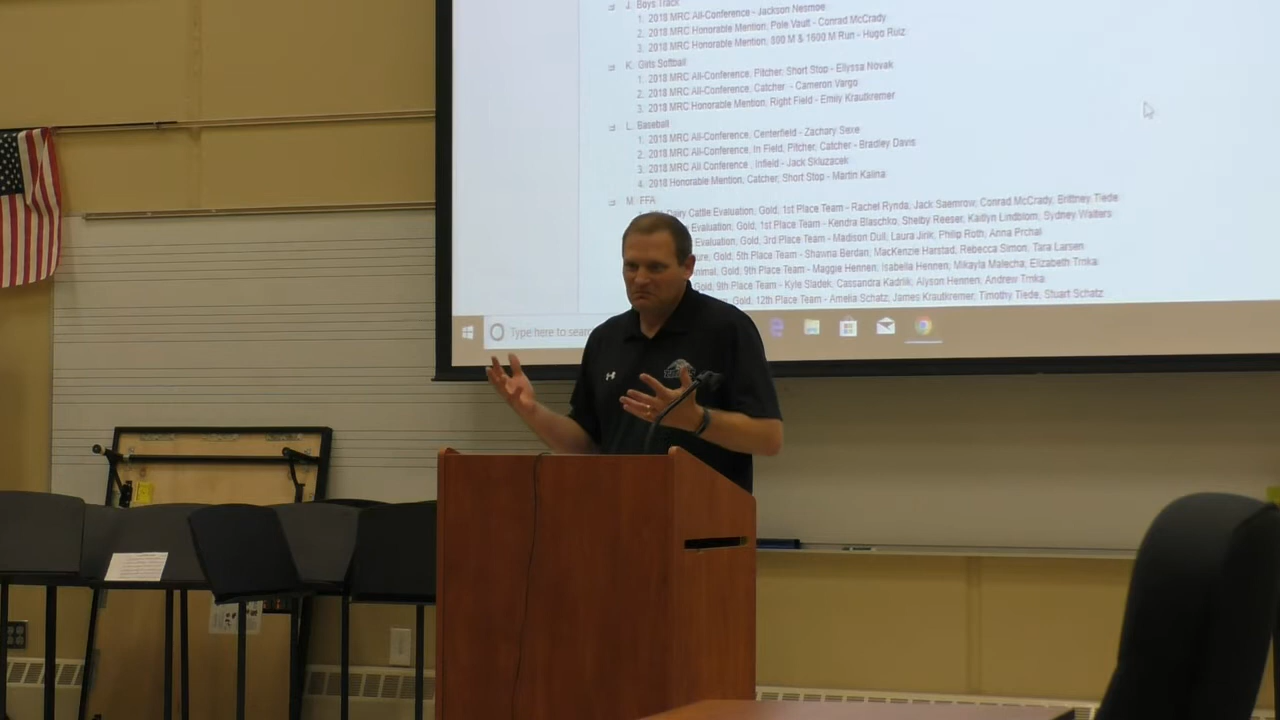 J. Boys Track
1. 2018 MRC All-Conference - Jackson Nesmoe
2. 2018 MRC Honorable Mention, Pole Vault - Conrad McCrady
3. 2018 MRC Honorable Mention, 800 M & 1600 M Run - Hugo Ruiz
K. Girls Softball
1. 2018 MRC All-Conference, Pitcher, Short Stop - Ellyssa Novak
2. 2018 MRC All-Conference, Catcher - Cameron Vargo
3. 2018 MRC Honorable Mention, Right Field - Emily Krautkremer
L. Baseball
1. 2018 MRC All-Conference, Centerfield - Zachary Sexe
2. 2018 MRC All-Conference, In Field, Pitcher, Catcher - Bradley Davis
3. 2018 MRC All Conference , Infield - Jack Skluzacek
4. 2018 Honorable Mention, Catcher, Short Stop - Martin Kalina
M. FFA
Dairy Cattle Evaluation, Gold, 1st Place Team - Rachel Rynda, Jack Saemrow, Conrad McCrady, Brittney Tiede
Evaluation, Gold, 1st Place Team - Kendra Blaschko, Shelby Reeser, Kaitlyn Lindblom, Sydney Walters
Evaluation, Gold, 3rd Place Team - Madison Dull, Laura Jirik, Philip Roth, Anna Prchal
Gold, 5th Place Team - Shawna Berdan, MacKenzie Harstad, Rebecca Simon, Tara Larsen
Gold, 9th Place Team - Maggie Hennen, Isabella Hennen, Mikayla Malecha, Elizabeth Trnka
Gold, 9th Place Team - Kyle Sladek, Cassandra Kadrlik, Alyson Hennen, Andrew Trnka
Gold, 12th Place Team - Amelia Schatz, James Krautkremer, Timothy Tiede, Stuart Schatz
Type here to sear